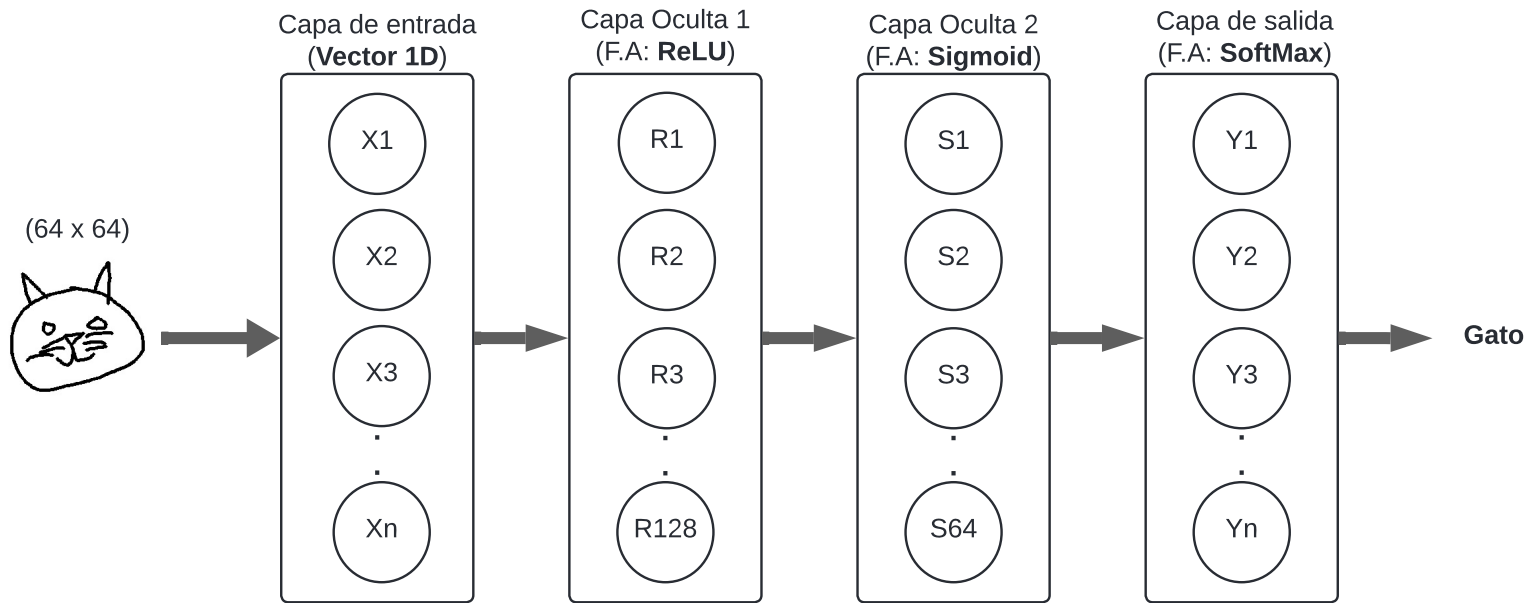 (64 x 64)
Capa de entrada
(Vector 1D)
X1
X2
X3
.
.
Xn
Capa Oculta 1
(F.A: ReLU)
R1
R2
R3
.
.
R128
Capa Oculta 2
(F.A: Sigmoid)
S1
S2
S3
.
.
S64
Capa de salida
(F.A: SoftMax)
Y1
Y2
Y3
.
.
Yn
Gato